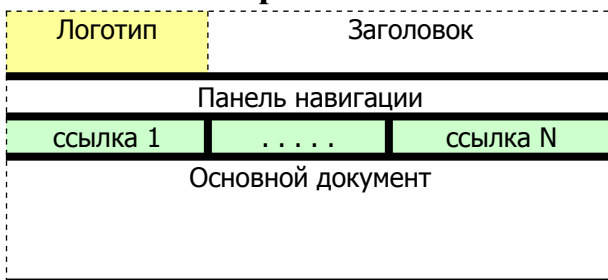 Логотип Заголовок
Панель навигации
ссылка 1 ..... ссылка N
Основной документ